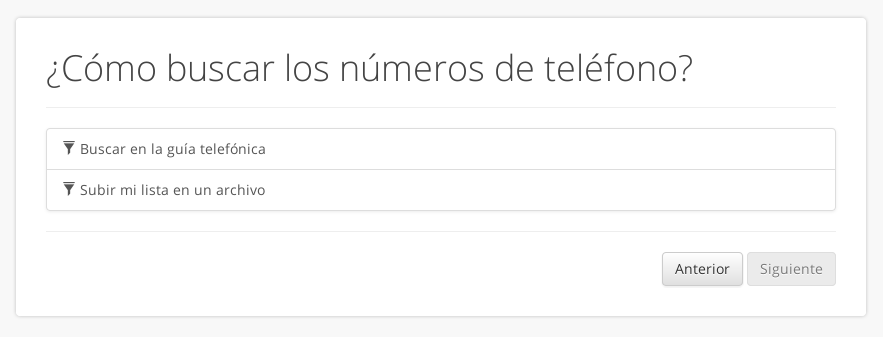 ¿Cómo buscar los números de teléfono?
Buscar en la guía telefónica
Subir mi lista en un archivo
Anterior Siguiente